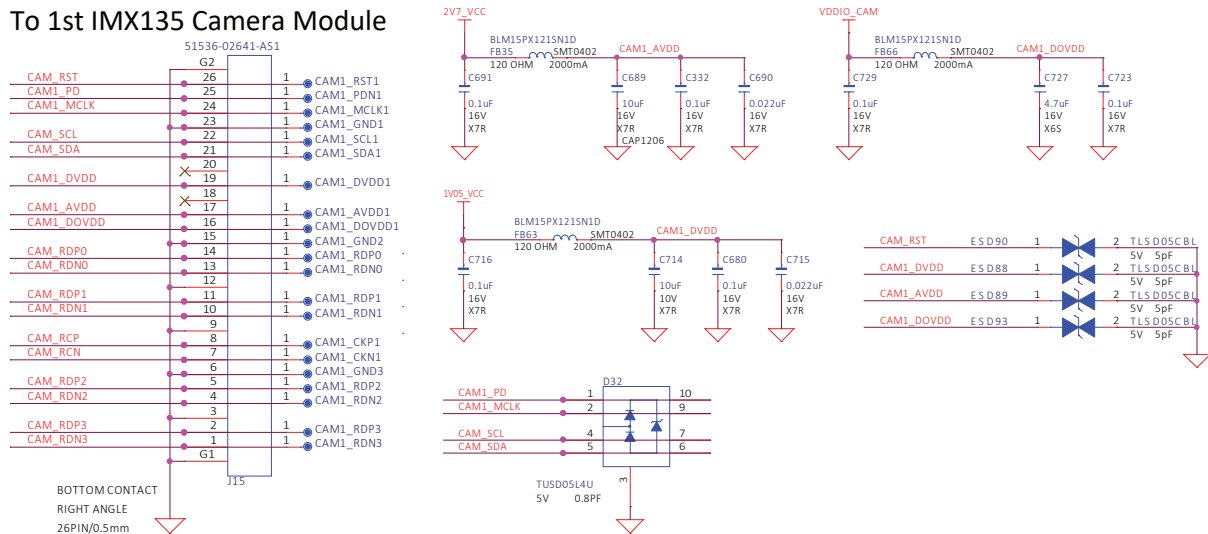 To 1st IMX135 Camera Module
51536-02641-AS1
G2
CAM_RST 26 1 CAM1_RST1
CAM1_PD 25 1 CAM1_PDN1
CAM1_MCLK 24 1 CAM1_MCLK1
23 1 CAM1_GND1
CAM_SCL 22 1 CAM1_SCL1
CAM_SDA 21 1 CAM1_SDA1
20
CAM1_DVDD 19 1 CAM1_DVDD1
18
CAM1_AVDD 17 1 CAM1_AVDD1
CAM1_DOVDD 16 1 CAM1_DOVDD1
15 1 CAM1_GND2
CAM_RDP0 14 1 CAM1_RDP0
CAM_RDN0 13 1 CAM1_RDN0
12
CAM_RDP1 11 1 CAM1_RDP1
CAM_RDN1 10 1 CAM1_RDN1
9
CAM_RCP 8 1 CAM1_CKP1
CAM_RCN 7 1 CAM1_CKN1
6 1 CAM1_GND3
CAM_RDP2 5 1 CAM1_RDP2
CAM_RDN2 4 1 CAM1_RDN2
3
CAM_RDP3 2 1 CAM1_RDP3
CAM_RDN3 1 1 CAM1_RDN3
G1
J15
BOTTOM CONTACT
RIGHT ANGLE
26PIN/0.5mm
2V7_VCC
BLM15PX121SN1D
FB35 SMT0402 CAM1_AVDD
120 OHM 2000mA
C691 C689 C332 C690
0.1uF 10uF 0.1uF 0.022uF
16V 16V 16V 16V
X7R X7R X7R X7R
CAP1206
VDDIO_CAM
BLM15PX121SN1D
FB66 SMT0402 CAM1_DOVDD
120 OHM 2000mA
C729 C727 C723
0.1uF 4.7uF 0.1uF
16V 16V 16V
X7R X6S X7R
1V05_VCC
BLM15PX121SN1D
FB63 SMT0402 CAM1_DVDD
120 OHM 2000mA
C716 C714 C680 C715
0.1uF 10uF 0.1uF 0.022uF
16V 10V 16V 16V
X7R X7R X7R X7R
CAM_RST ESD90 1 2 TLSD05CBL
5V 5pF
CAM1_DVDD ESD88 1 2 TLSD05CBL
5V 5pF
CAM1_AVDD ESD89 1 2 TLSD05CBL
5V 5pF
CAM1_DOVDD ESD93 1 2 TLSD05CBL
5V 5pF
D32
CAM1_PD 1 10
CAM1_MCLK 2 9
CAM_SCL 4 7
CAM_SDA 5 6
3
TUSD05L4U
5V 0.8PF